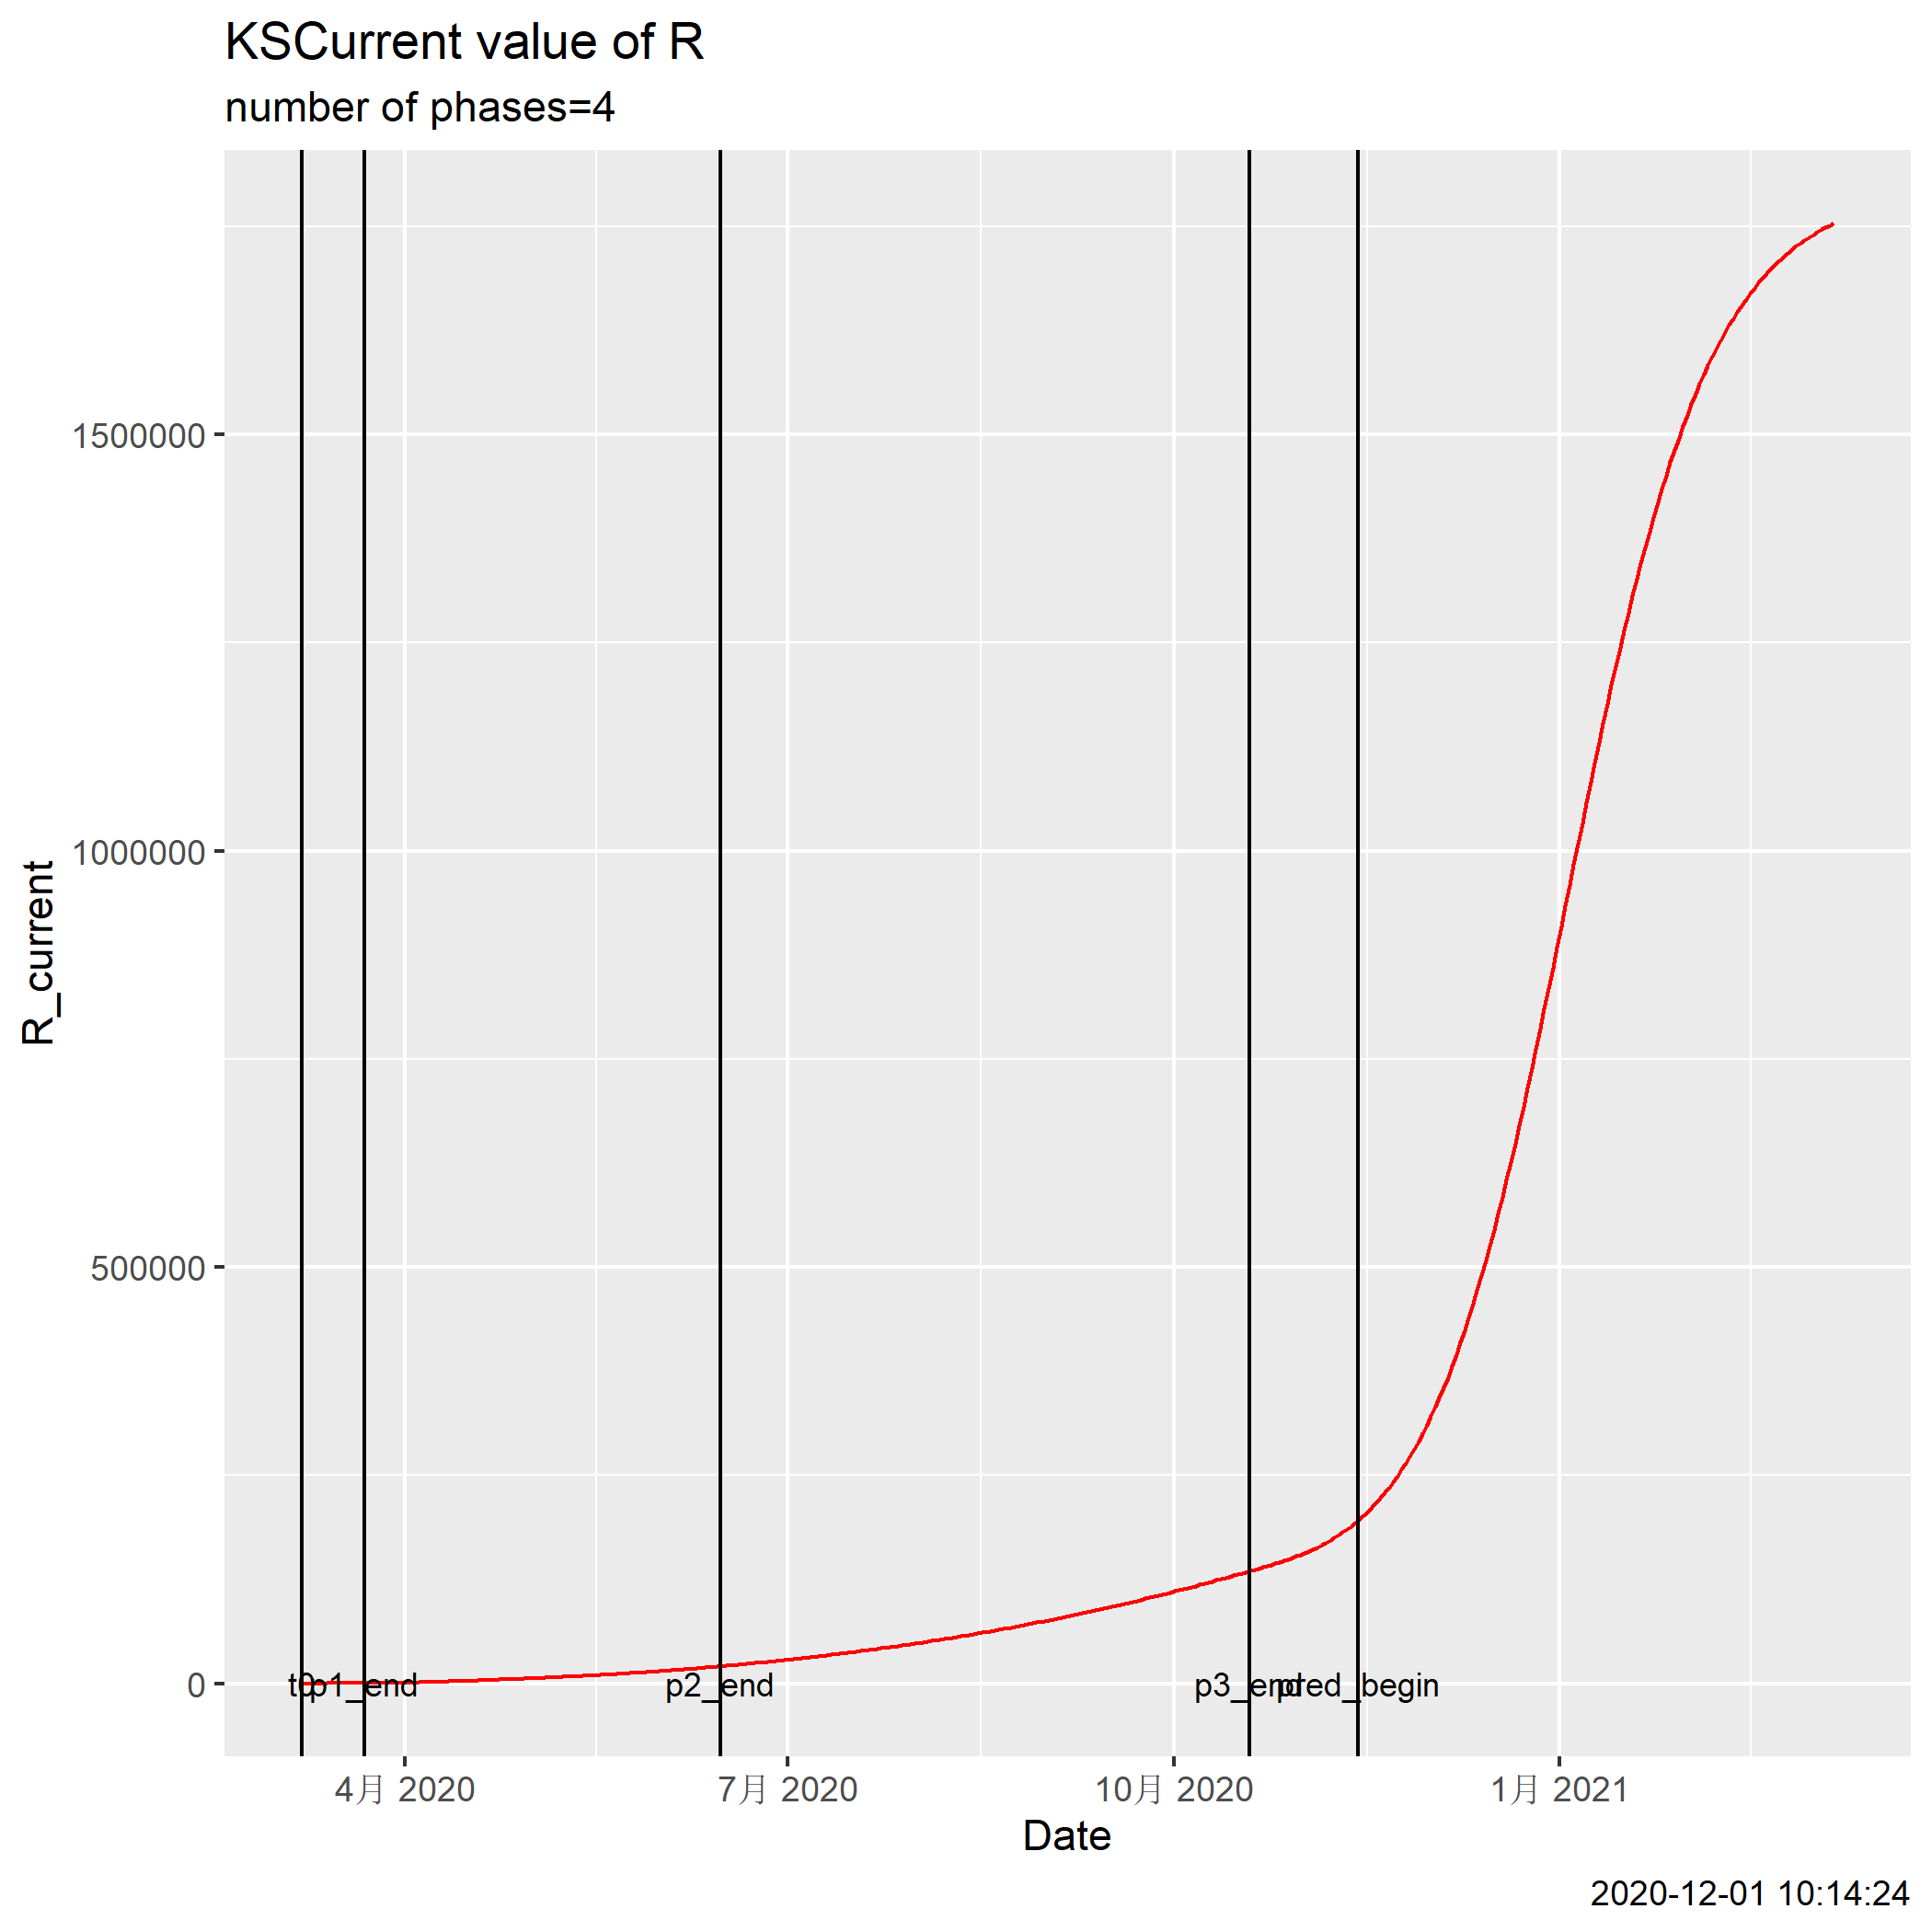 KSCurrent value of R
number of phases=4
1500000
1000000
500000
0
R_current
t0
p1_end
p2_end
p3_end
pred_begin
4月 2020
7月 2020
10月 2020
1月 2021
Date
2020-12-01 10:14:24